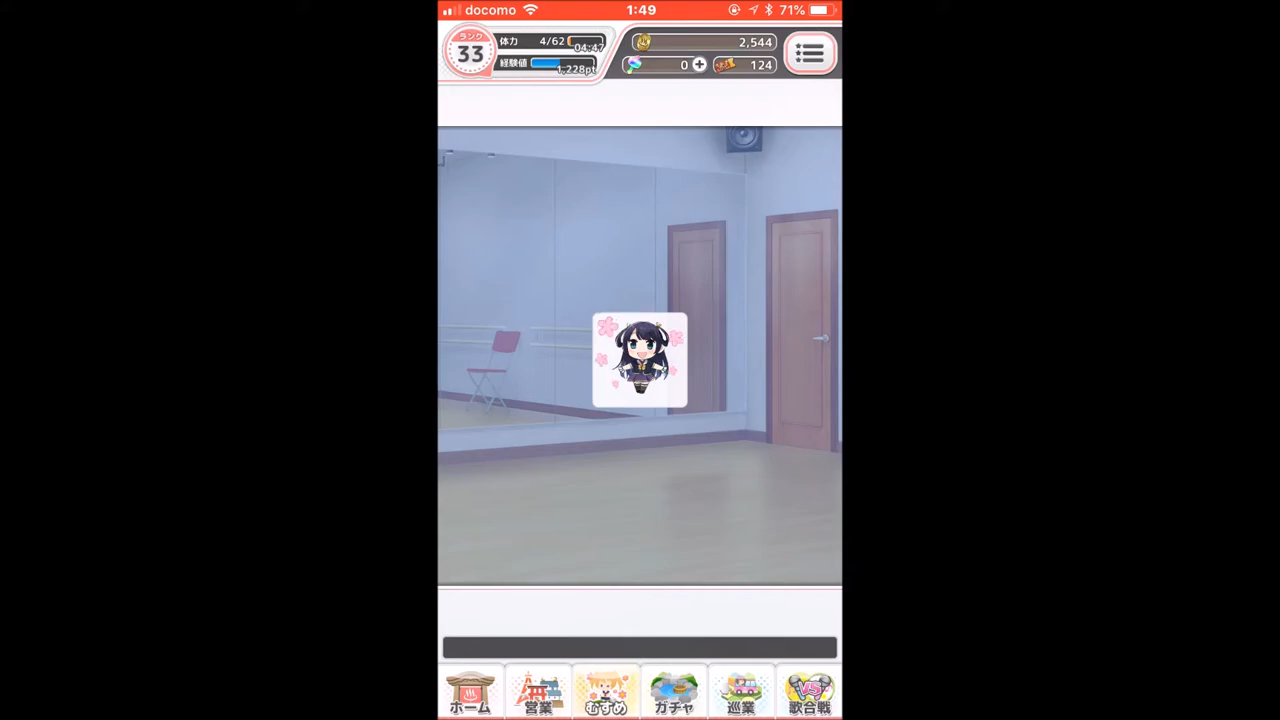 docomo 1:49 71%
ランク
33
体力 4/62
04:47
経験値
1,228pt
2,544
0
124
ホーム 営業 むすめ ガチャ 巡業 VS 歌合戦